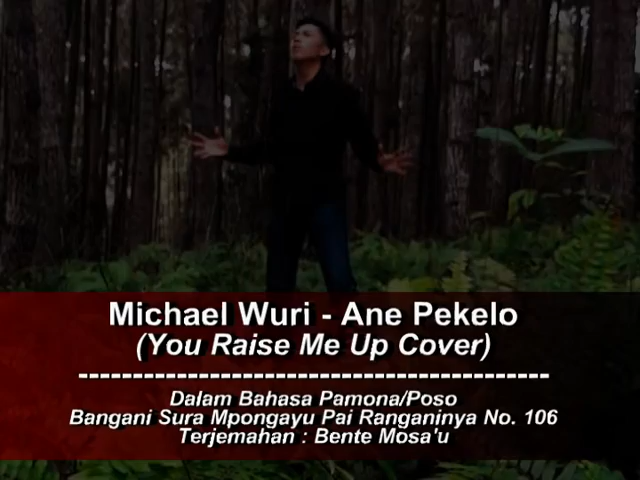 Michael Wuri - Ane Pekelo
(You Raise Me Up Cover)
--------------------------------------------
Dalam Bahasa Pamona/Poso
Bangani Sura Mpongayu Pai Ranganinya No. 106
Terjemahan : Bente Mosa'u